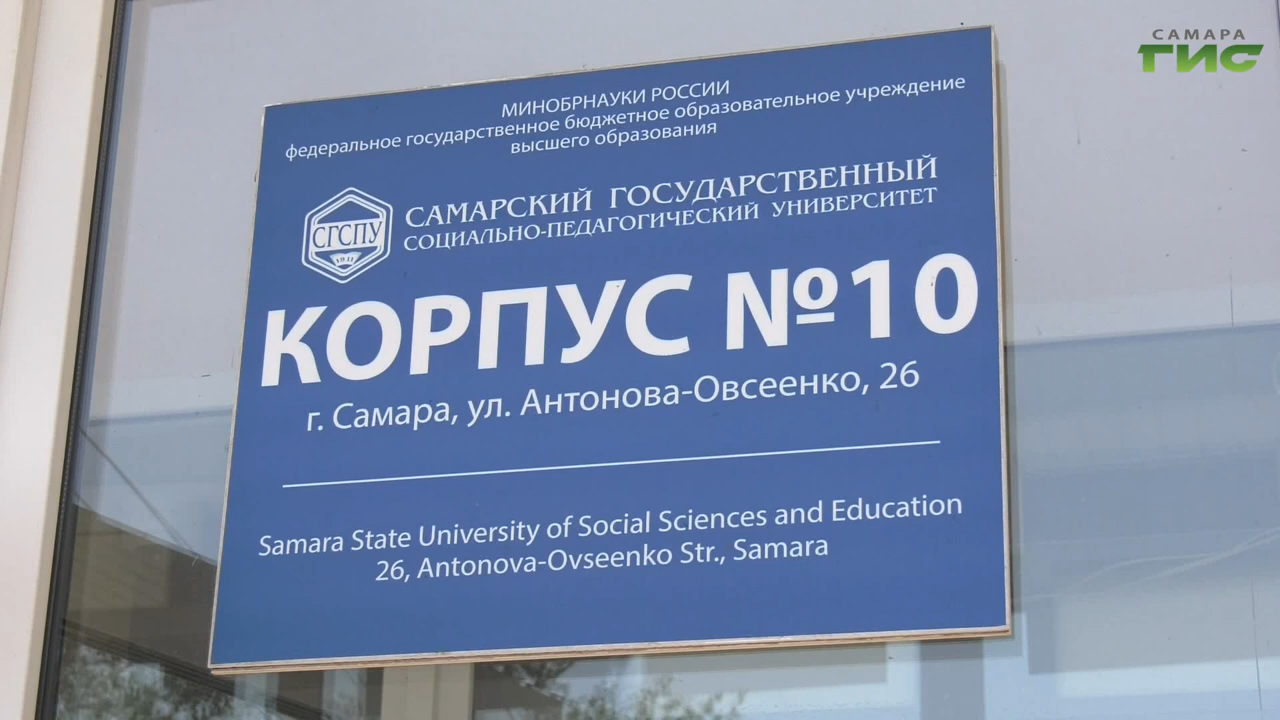 САМАРА
ГИС
МИНОБРНАУКИ РОССИИ
федеральное государственное бюджетное образовательное учреждение
высшего образования
СГСПУ
1911
САМАРСКИЙ ГОСУДАРСТВЕННЫЙ
СОЦИАЛЬНО-ПЕДАГОГИЧЕСКИЙ УНИВЕРСИТЕТ
КОРПУС №10
г. Самара, ул. Антонова-Овсеенко, 26
Samara State University of Social Sciences and Education
26, Antonova-Ovseenko Str., Samara